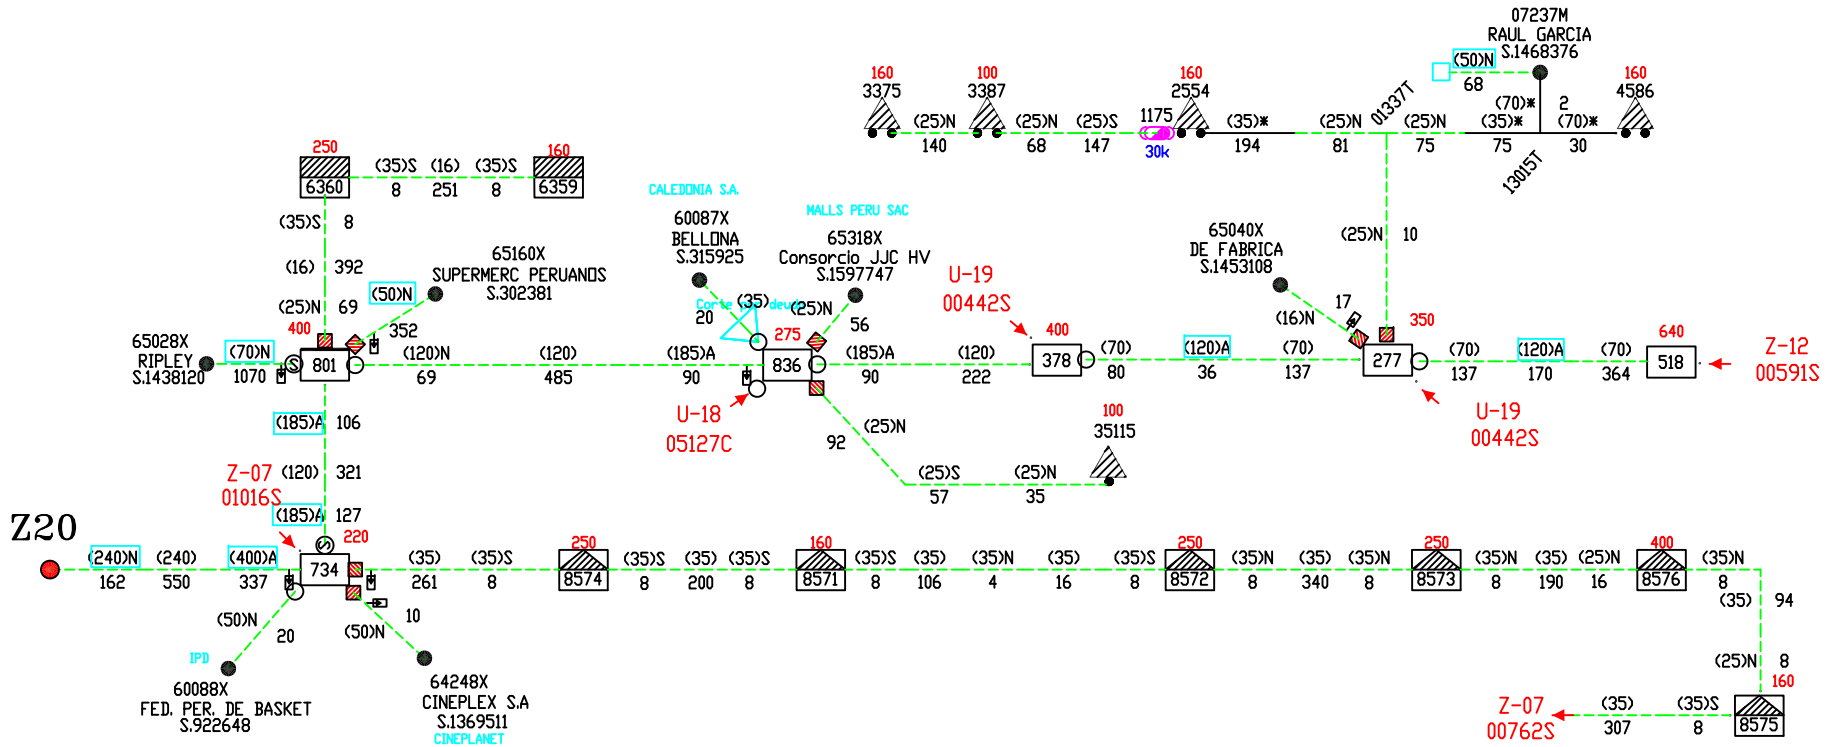 07237M
RAUL GARCIA
S.1468376
(50)N
68
(70)* 2
160
3375
100
3387
160
2554
160
4586
1175
30k
(25)N
140
(25)N
68
(25)S
147
(35)*
194
(25)N
81
01337T
(25)N
75
(35)*
75
(70)*
30
13015T
250
6360
(35)S
8
(16)
251
(35)S
8
160
6359
(35)S 8
(16) 392
(25)N 69
65160X
SUPERMERC PERUANOS
S.302381
(50)N
352
CALEDONIA S.A.
60087X
BELLONA
S.315925
(35)
20
Corte por deuda
MALLS PERU SAC
65318X
Consorcio JJC HV
S.1597747
(25)N
56
U-19
00442S
65040X
DE FABRICA
S.1453108
17
(16)N
(25)N 10
65028X
RIPLEY
S.1438120
(70)N
1070
400
S
801
(120)N
69
(120)
485
(185)A
90
275
836
(185)A
90
(120)
222
400
378
(70)
80
(120)A
36
(70)
137
350
277
(70)
137
(120)A
170
(70)
364
640
518
Z-12
00591S
U-18
05127C
U-19
00442S
92
(25)N
(25)S
57
(25)N
35
100
35115
(185)A 106
(120) 321
(185)A 127
Z-07
01016S
Z20
(240)N
162
(240)
550
(400)A
337
S
220
734
(35)
261
(35)S
8
250
8574
(35)S
8
(35)
200
(35)S
8
160
8571
(35)S
8
(35)
106
(35)N
4
(35)
16
(35)S
8
250
8572
(35)N
8
(35)
340
(35)N
8
250
8573
(35)N
8
(35)
190
(25)N
16
400
8576
(35)N
8
(35) 94
(25)N 8
160
8575
(35)S
8
(35)
307
Z-07
00762S
(50)N
20
IPD
60088X
FED. PER. DE BASKET
S.922648
10
(50)N
64248X
CINEPLEX S.A
S.1369511
CINEPLANET